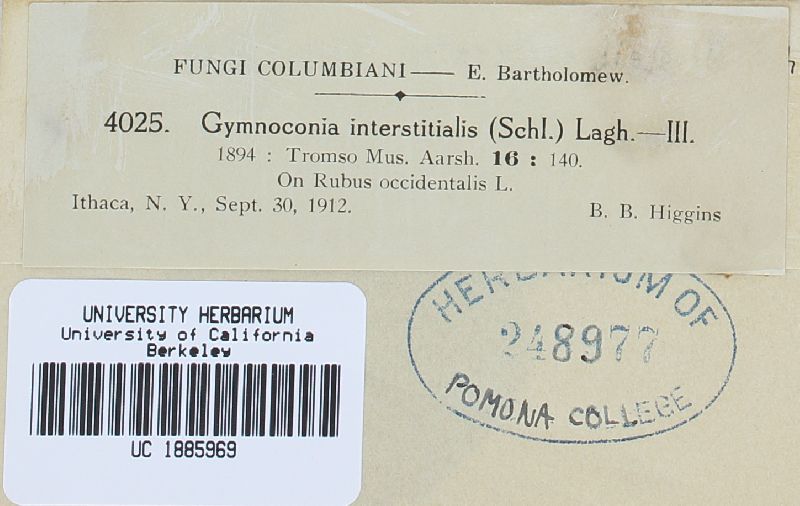 FUNGI COLUMBIANI—— E. Bartholomew.
4025. Gymnoconia interstitialis (Schl.) Lagh.—III.
1894 : Tromso Mus. Aarsh. 16 : 140.
On Rubus occidentalis L.
Ithaca, N. Y., Sept. 30, 1912. B. B. Higgins
HERBARIUM OF
248977
POMONA COLLEGE
UNIVERSITY HERBARIUM
University of California
Berkeley
UC 1885969